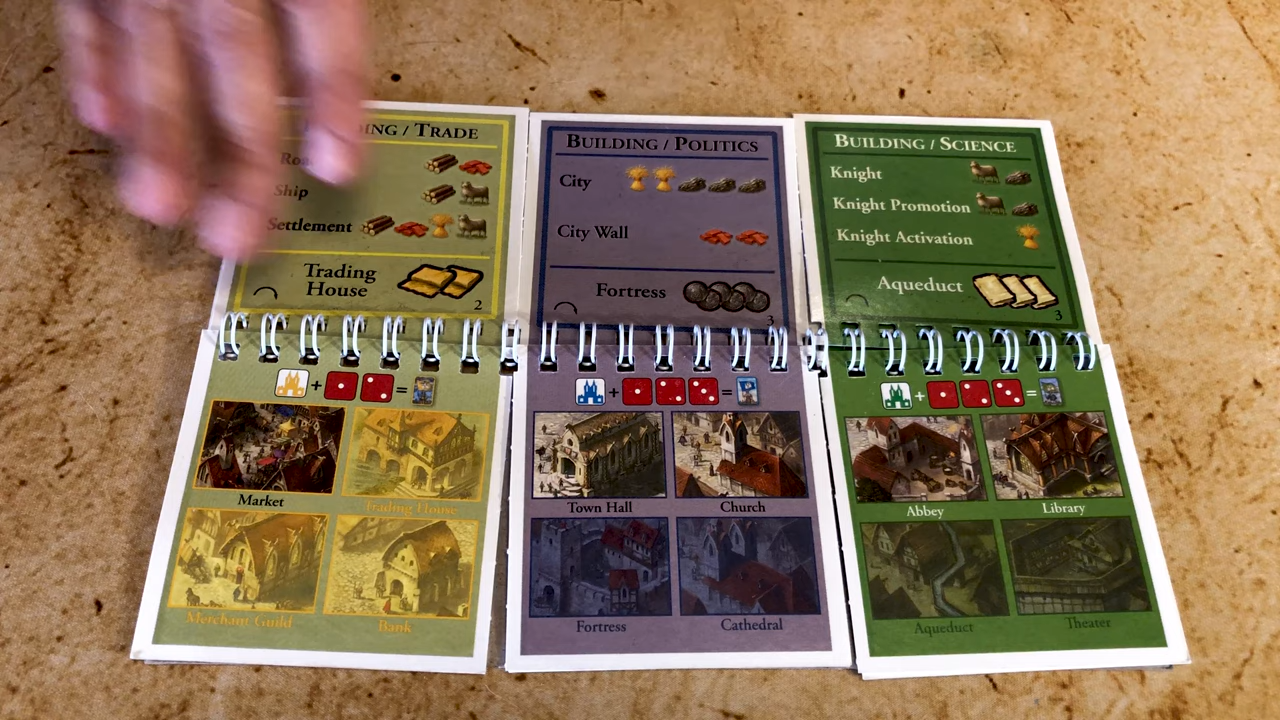 ING / TRADE
Ship
Settlement
Trading
House
2
BUILDING / POLITICS
City
City Wall
Fortress
3
BUILDING / SCIENCE
Knight
Knight Promotion
Knight Activation
Aqueduct
3
+ =
Market
Trading House
Merchant Guild
Bank
+ =
Town Hall
Church
Fortress
Cathedral
+ =
Abbey
Library
Aqueduct
Theater